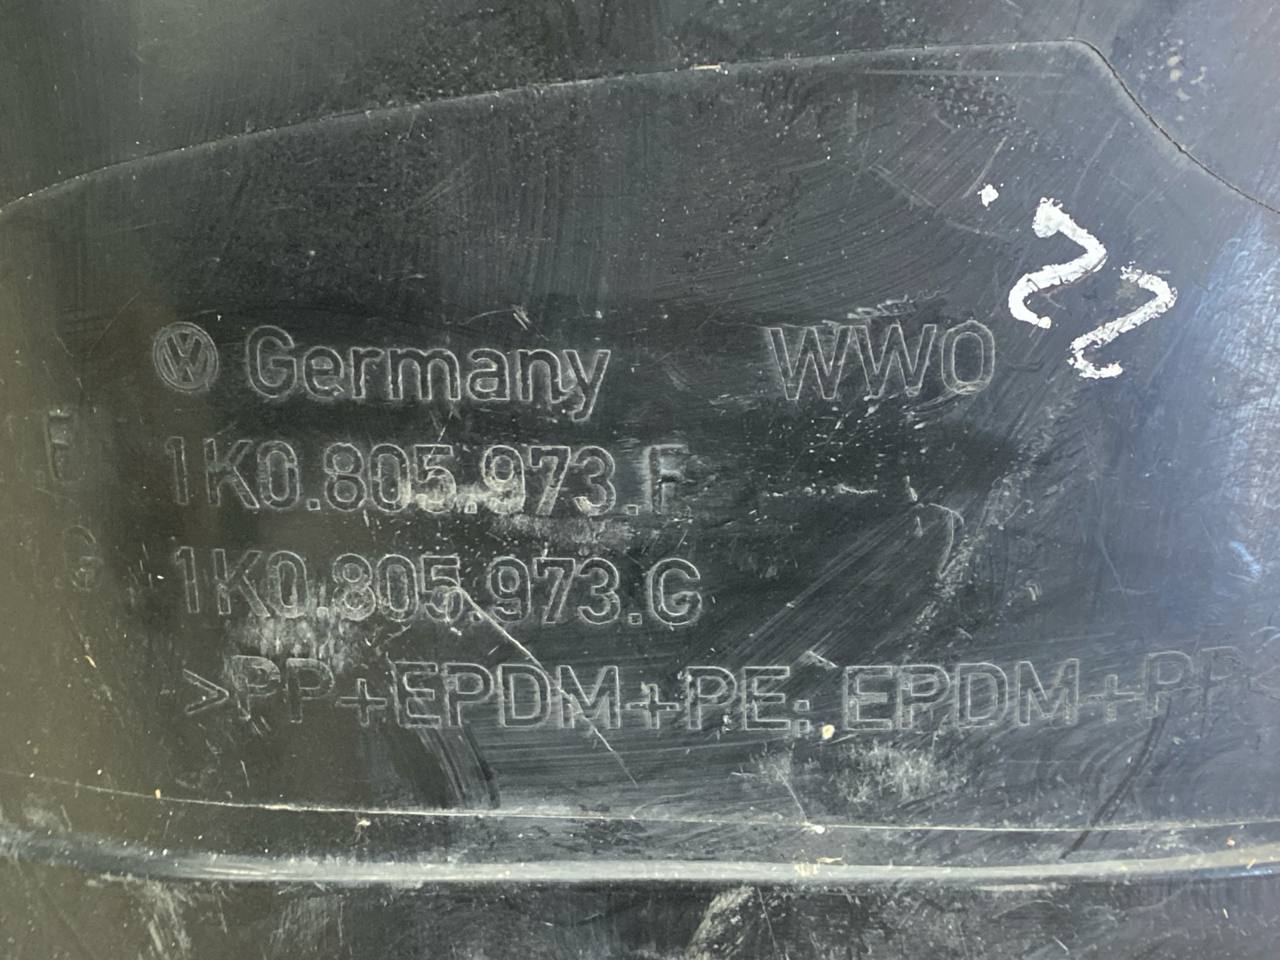 Germany WWO
E 1K0.805.973.F
G 1K0.805.973.G
>PP+EPDM+PE; EPDM+PP<